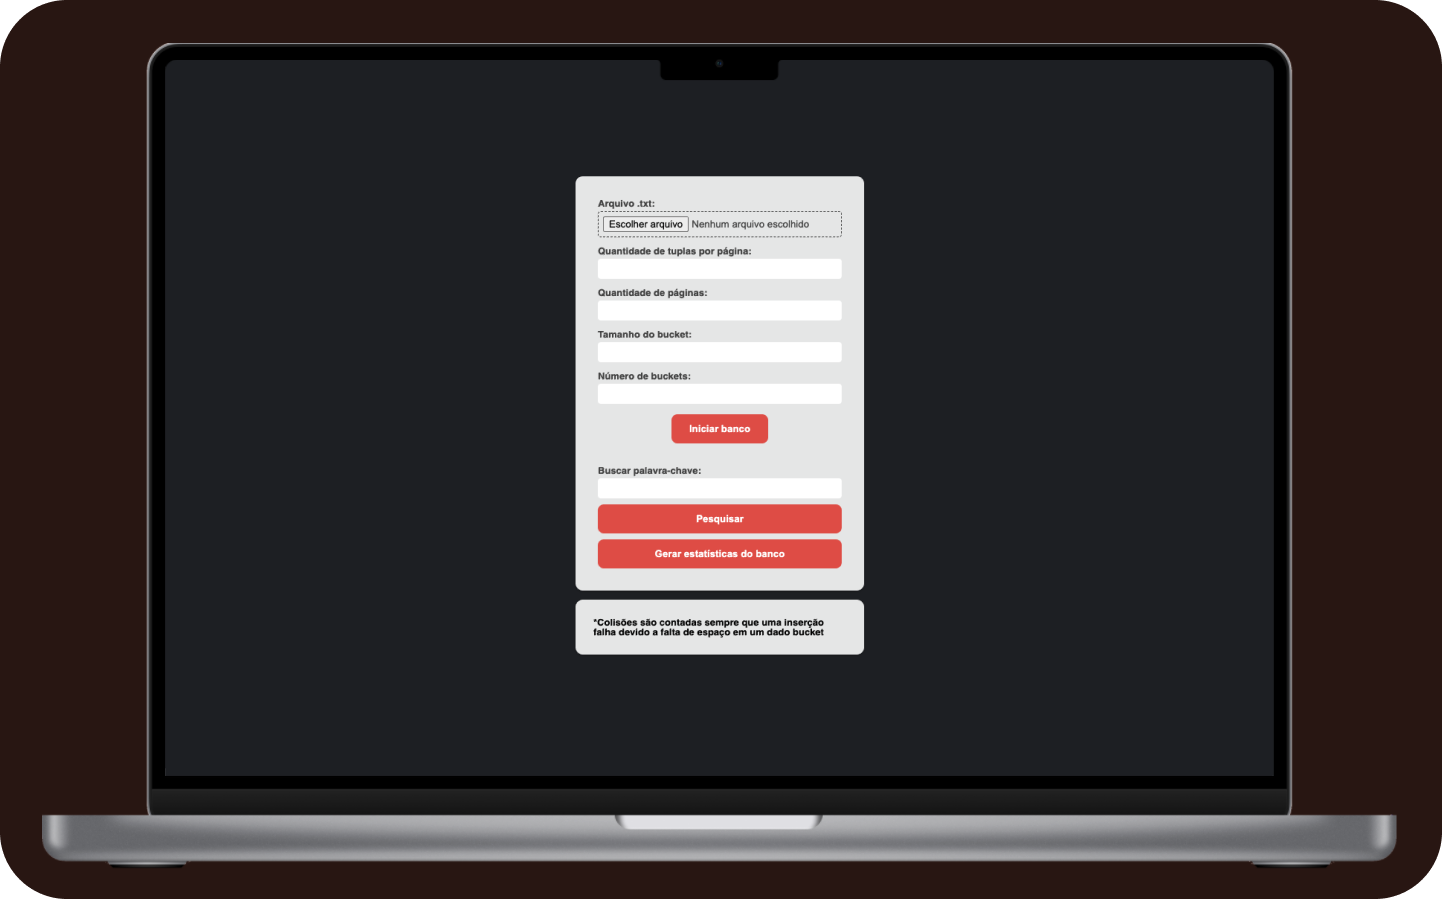 Arquivo .txt:
Escolher arquivo Nenhum arquivo escolhido
Quantidade de tuplas por página:
Quantidade de páginas:
Tamanho do bucket:
Número de buckets:
Iniciar banco
Buscar palavra-chave:
Pesquisar
Gerar estatísticas do banco
*Colisões são contadas sempre que uma inserção
falha devido a falta de espaço em um dado bucket